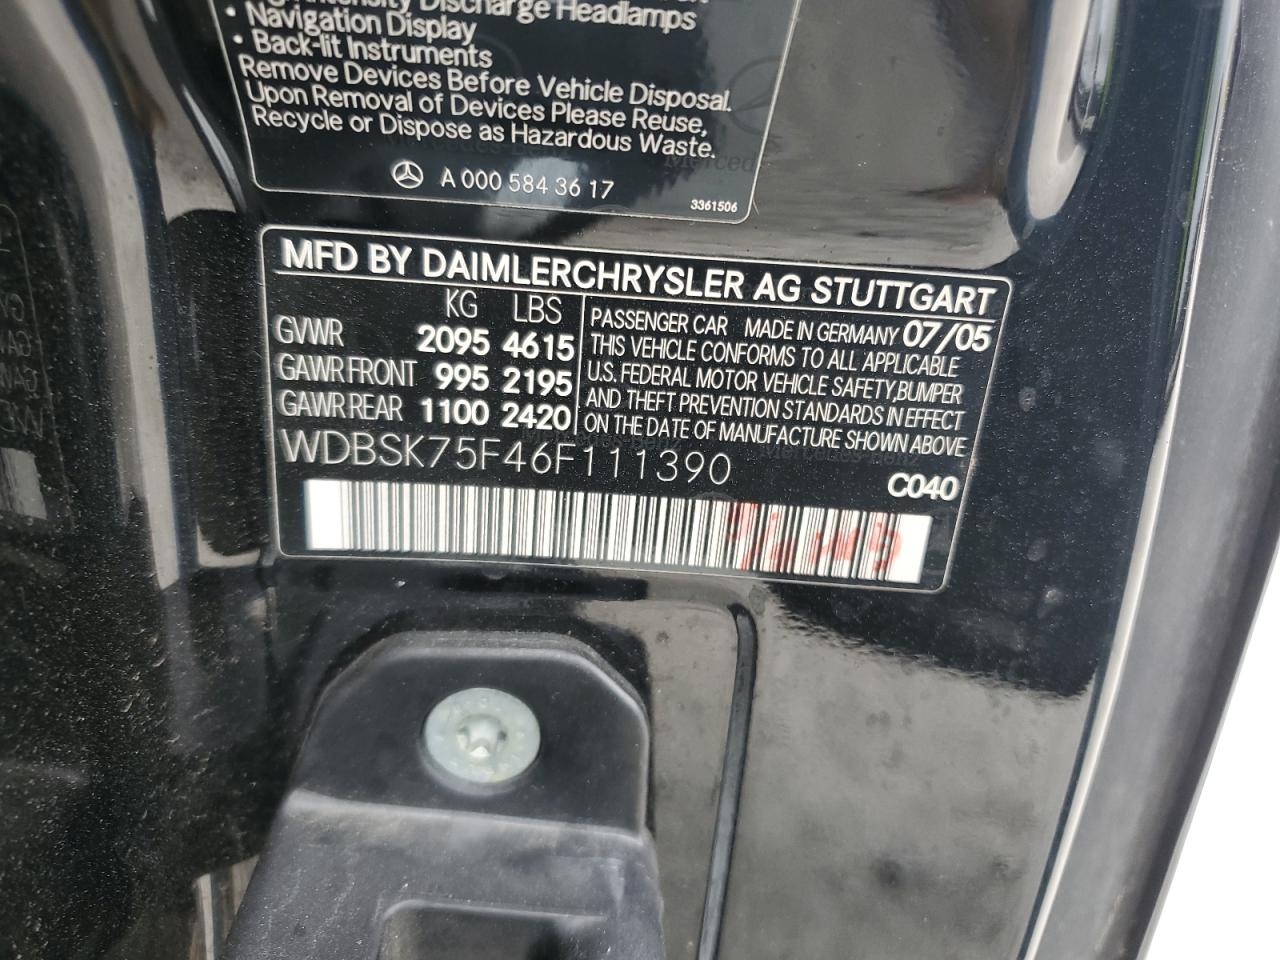 Intensity Discharge Headlamps
• Navigation Display
• Back-lit Instruments
Remove Devices Before Vehicle Disposal.
Upon Removal of Devices Please Reuse,
Recycle or Dispose as Hazardous Waste.
A 000 584 36 17
3361506
MFD BY DAIMLERCHRYSLER AG STUTTGART
KG LBS
GVWR 2095 4615
GAWR FRONT 995 2195
GAWR REAR 1100 2420
PASSENGER CAR MADE IN GERMANY 07/05
THIS VEHICLE CONFORMS TO ALL APPLICABLE
U.S. FEDERAL MOTOR VEHICLE SAFETY, BUMPER
AND THEFT PREVENTION STANDARDS IN EFFECT
ON THE DATE OF MANUFACTURE SHOWN ABOVE
WDBSK75F46F111390
C040